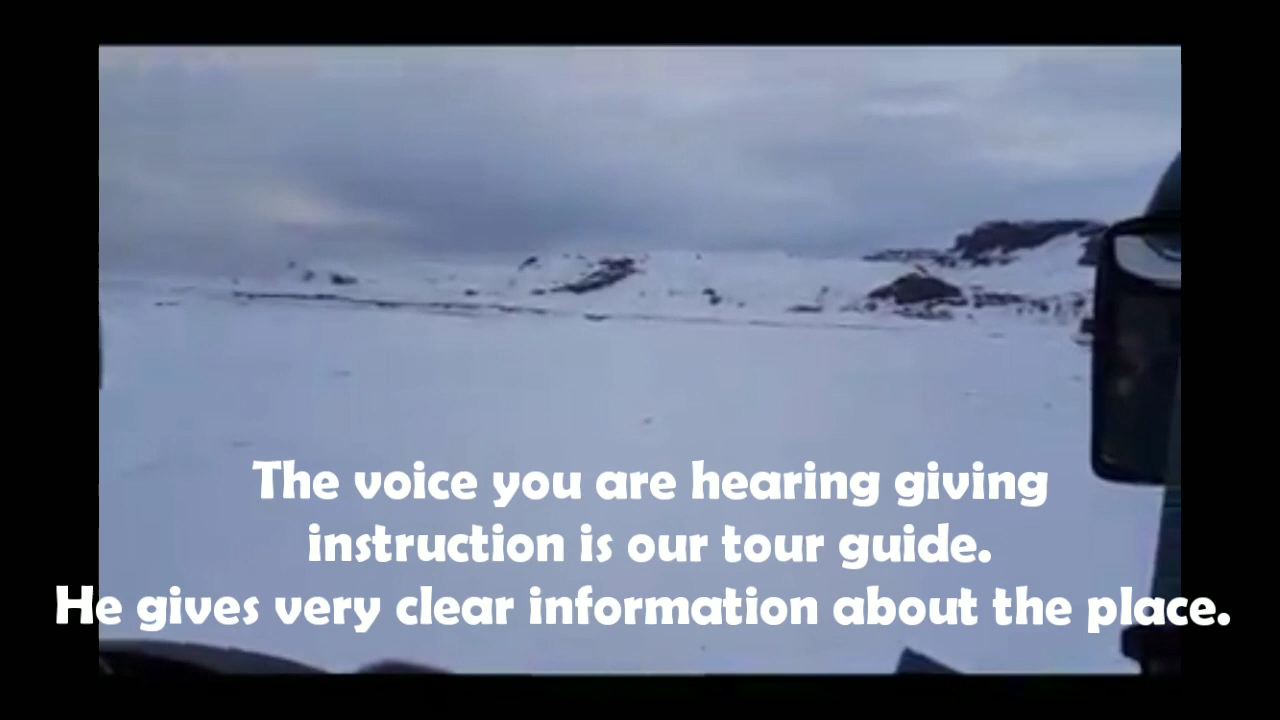 The voice you are hearing giving
instruction is our tour guide.
He gives very clear information about the place.